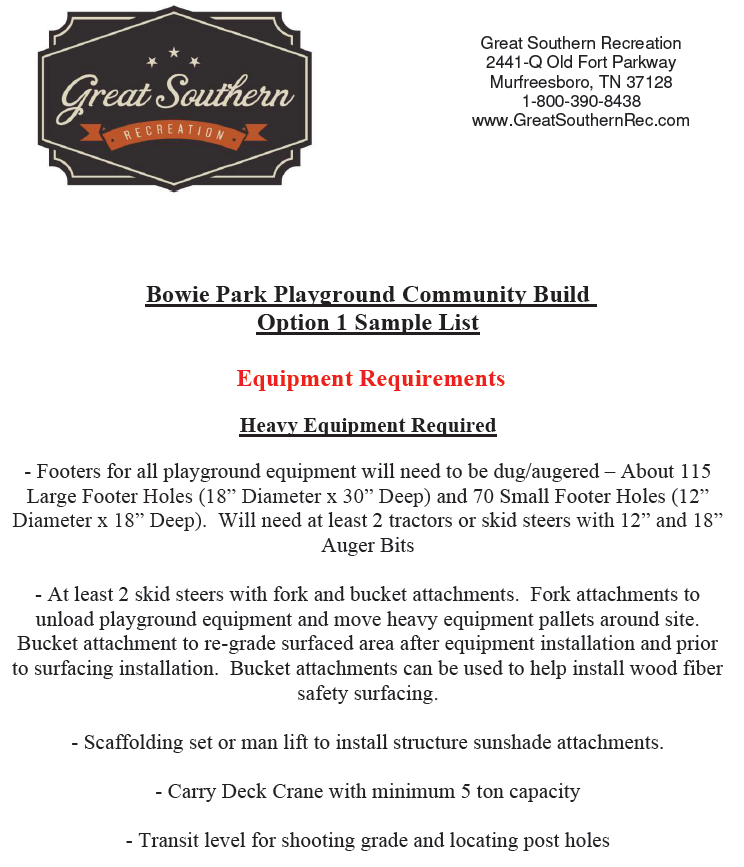 Great Southern
RECREATION
Great Southern Recreation
2441-Q Old Fort Parkway
Murfreesboro, TN 37128
1-800-390-8438
www.GreatSouthernRec.com
Bowie Park Playground Community Build
Option 1 Sample List
Equipment Requirements
Heavy Equipment Required
- Footers for all playground equipment will need to be dug/augered – About 115
Large Footer Holes (18” Diameter x 30” Deep) and 70 Small Footer Holes (12”
Diameter x 18” Deep).  Will need at least 2 tractors or skid steers with 12” and 18”
Auger Bits
- At least 2 skid steers with fork and bucket attachments.  Fork attachments to
unload playground equipment and move heavy equipment pallets around site.
Bucket attachment to re-grade surfaced area after equipment installation and prior
to surfacing installation.  Bucket attachments can be used to help install wood fiber
safety surfacing.
- Scaffolding set or man lift to install structure sunshade attachments.
- Carry Deck Crane with minimum 5 ton capacity
- Transit level for shooting grade and locating post holes